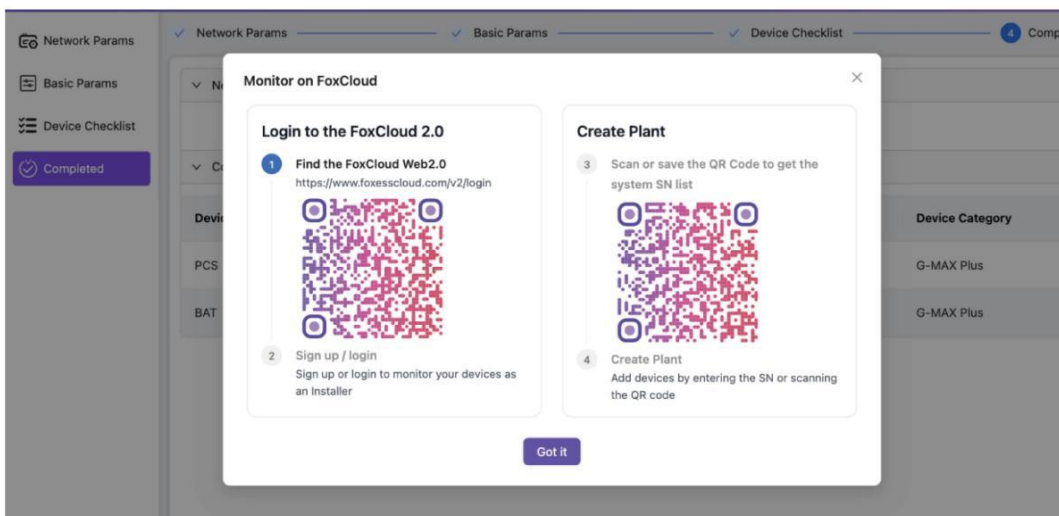 Network Params
Basic Params
Device Checklist
Completed
Network Params
Basic Params
Device Checklist
4
Monitor on FoxCloud
Login to the FoxCloud 2.0
1
Find the FoxCloud Web2.0
https://www.foxesscloud.com/v2/login
2
Sign up / login
Sign up or login to monitor your devices as
an Installer
Create Plant
3
Scan or save the QR Code to get the
system SN list
4
Create Plant
Add devices by entering the SN or scanning
the QR code
Got it
Device Category
PCS
G-MAX Plus
BAT
G-MAX Plus